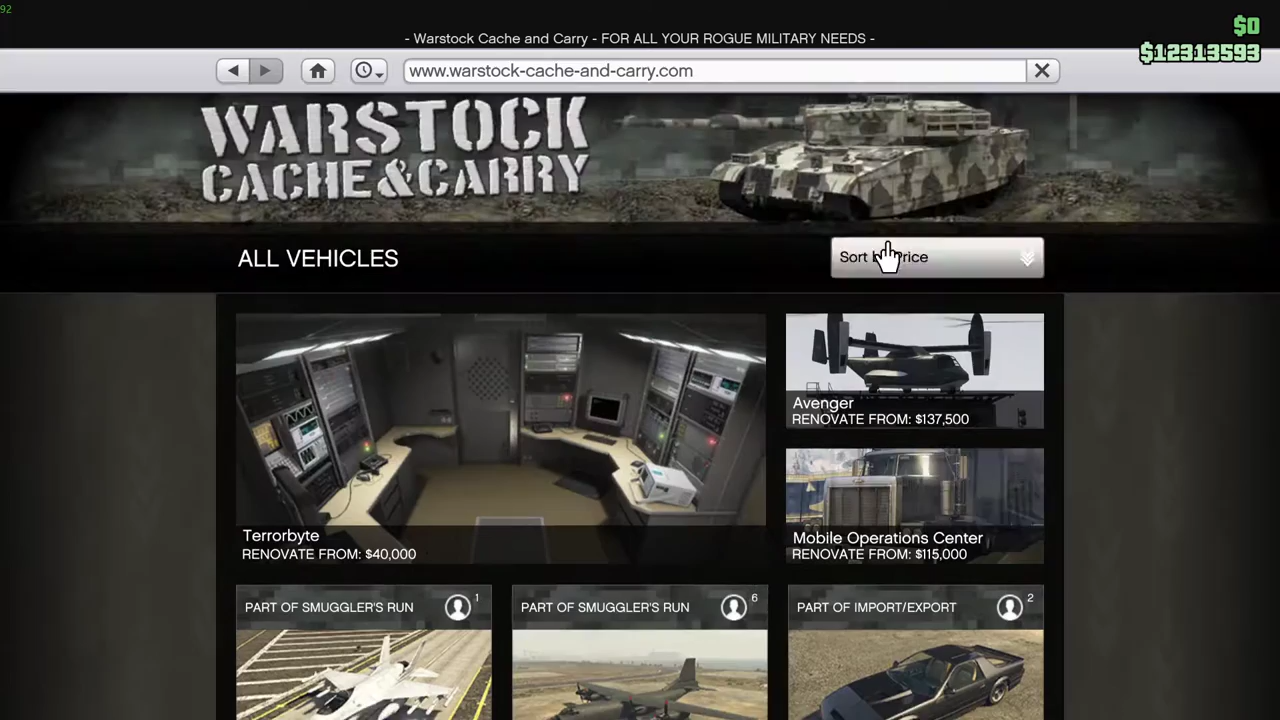 92
- Warstock Cache and Carry - FOR ALL YOUR ROGUE MILITARY NEEDS -
$0
$12313593
www.warstock-cache-and-carry.com
WARSTOCK
CACHE&CARRY
ALL VEHICLES
Sort b Price
Avenger
RENOVATE FROM: $137,500
Terrorbyte
RENOVATE FROM: $40,000
Mobile Operations Center
RENOVATE FROM: $115,000
PART OF SMUGGLER'S RUN 1
PART OF SMUGGLER'S RUN 6
PART OF IMPORT/EXPORT 2